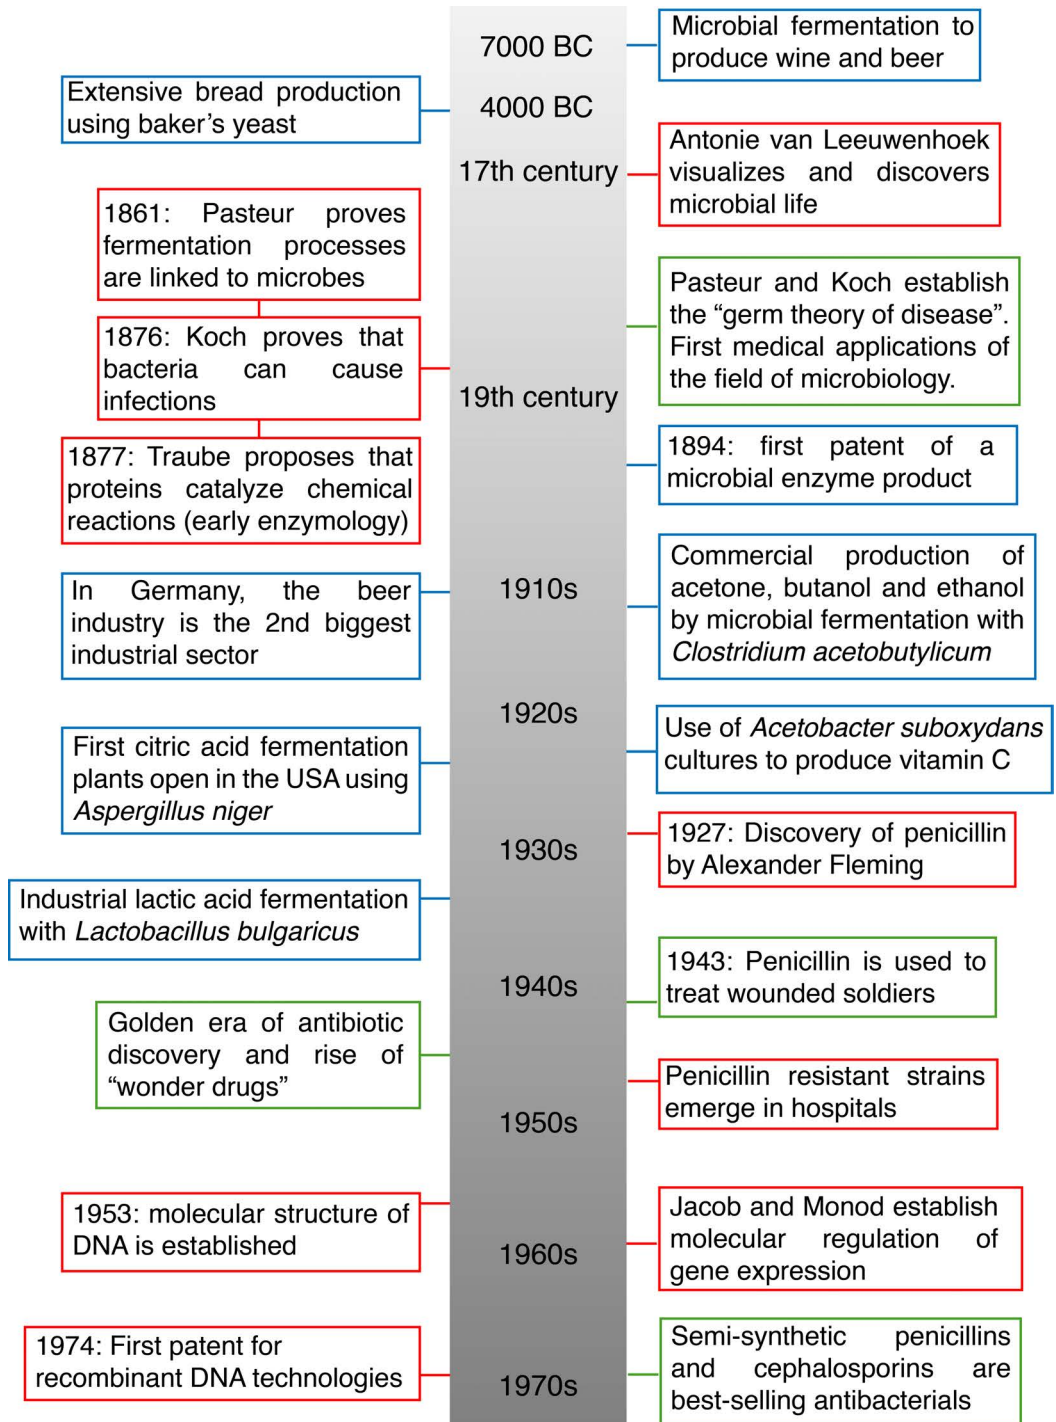 7000 BC
Microbial fermentation to
produce wine and beer
Extensive bread production
using baker’s yeast
4000 BC
17th century
Antonie van Leeuwenhoek
visualizes and discovers
microbial life
1861: Pasteur proves
fermentation processes
are linked to microbes
Pasteur and Koch establish
the “germ theory of disease”.
First medical applications of
the field of microbiology.
1876: Koch proves that
bacteria can cause
infections
19th century
1877: Traube proposes that
proteins catalyze chemical
reactions (early enzymology)
1894: first patent of a
microbial enzyme product
In Germany, the beer
industry is the 2nd biggest
industrial sector
1910s
Commercial production of
acetone, butanol and ethanol
by microbial fermentation with
Clostridium acetobutylicum
1920s
Use of Acetobacter suboxydans
cultures to produce vitamin C
First citric acid fermentation
plants open in the USA using
Aspergillus niger
1927: Discovery of penicillin
by Alexander Fleming
1930s
Industrial lactic acid fermentation
with Lactobacillus bulgaricus
1940s
1943: Penicillin is used to
treat wounded soldiers
Golden era of antibiotic
discovery and rise of
“wonder drugs”
Penicillin resistant strains
emerge in hospitals
1950s
1953: molecular structure of
DNA is established
Jacob and Monod establish
molecular regulation of
gene expression
1960s
1974: First patent for
recombinant DNA technologies
1970s
Semi-synthetic penicillins
and cephalosporins are
best-selling antibacterials